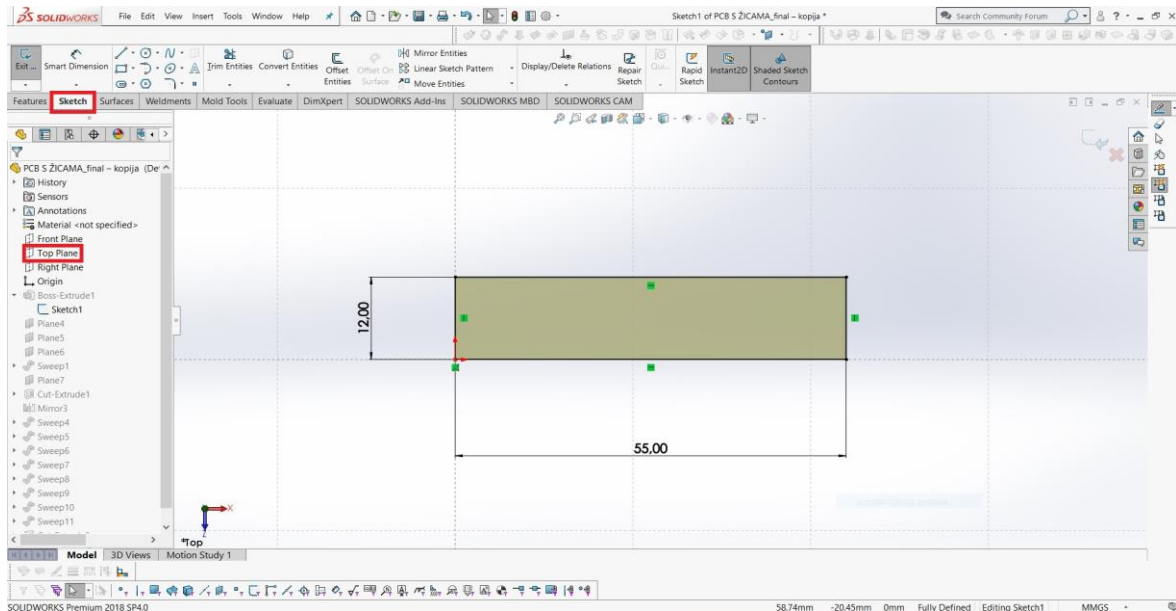 SOLIDWORKS File Edit View Insert Tools Window Help Sketch1 of PCB S ŽICAMA_final – kopija * Search Community Forum
Exit ... Smart Dimension Trim Entities Convert Entities Offset Entities Offset On Surface Mirror Entities Linear Sketch Pattern Move Entities Display/Delete Relations Repair Sketch Qui... Rapid Sketch Instant2D Shaded Sketch Contours
Features Sketch Surfaces Weldments Mold Tools Evaluate DimXpert SOLIDWORKS Add-Ins SOLIDWORKS MBD SOLIDWORKS CAM
PCB S ŽICAMA_final – kopija (De
History
Sensors
Annotations
Material <not specified>
Front Plane
Top Plane
Right Plane
Origin
Boss-Extrude1
Sketch1
Plane4
Plane5
Plane6
Sweep1
Plane7
Cut-Extrude1
Mirror3
Sweep4
Sweep5
Sweep6
Sweep7
Sweep8
Sweep9
Sweep10
Sweep11
12,00
55,00
X
Z
*Top
Model 3D Views Motion Study 1
SOLIDWORKS Premium 2018 SP4.0 58.74mm -20.45mm 0mm Fully Defined Editing Sketch1 MMGS